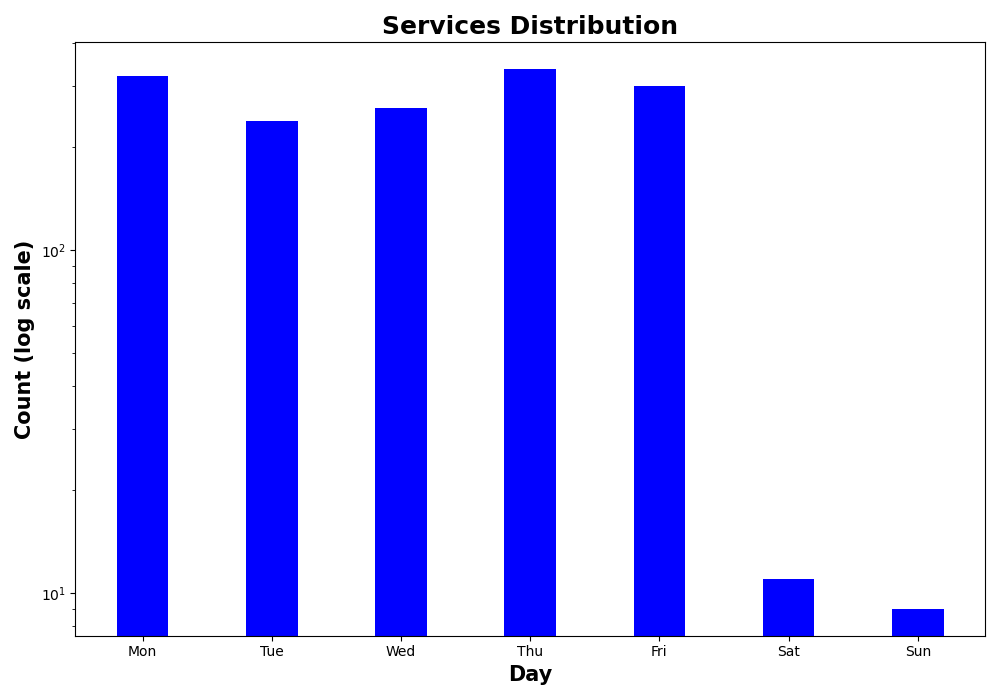 Services Distribution
Count (log scale)
10²
10¹
Mon Tue Wed Thu Fri Sat Sun
Day